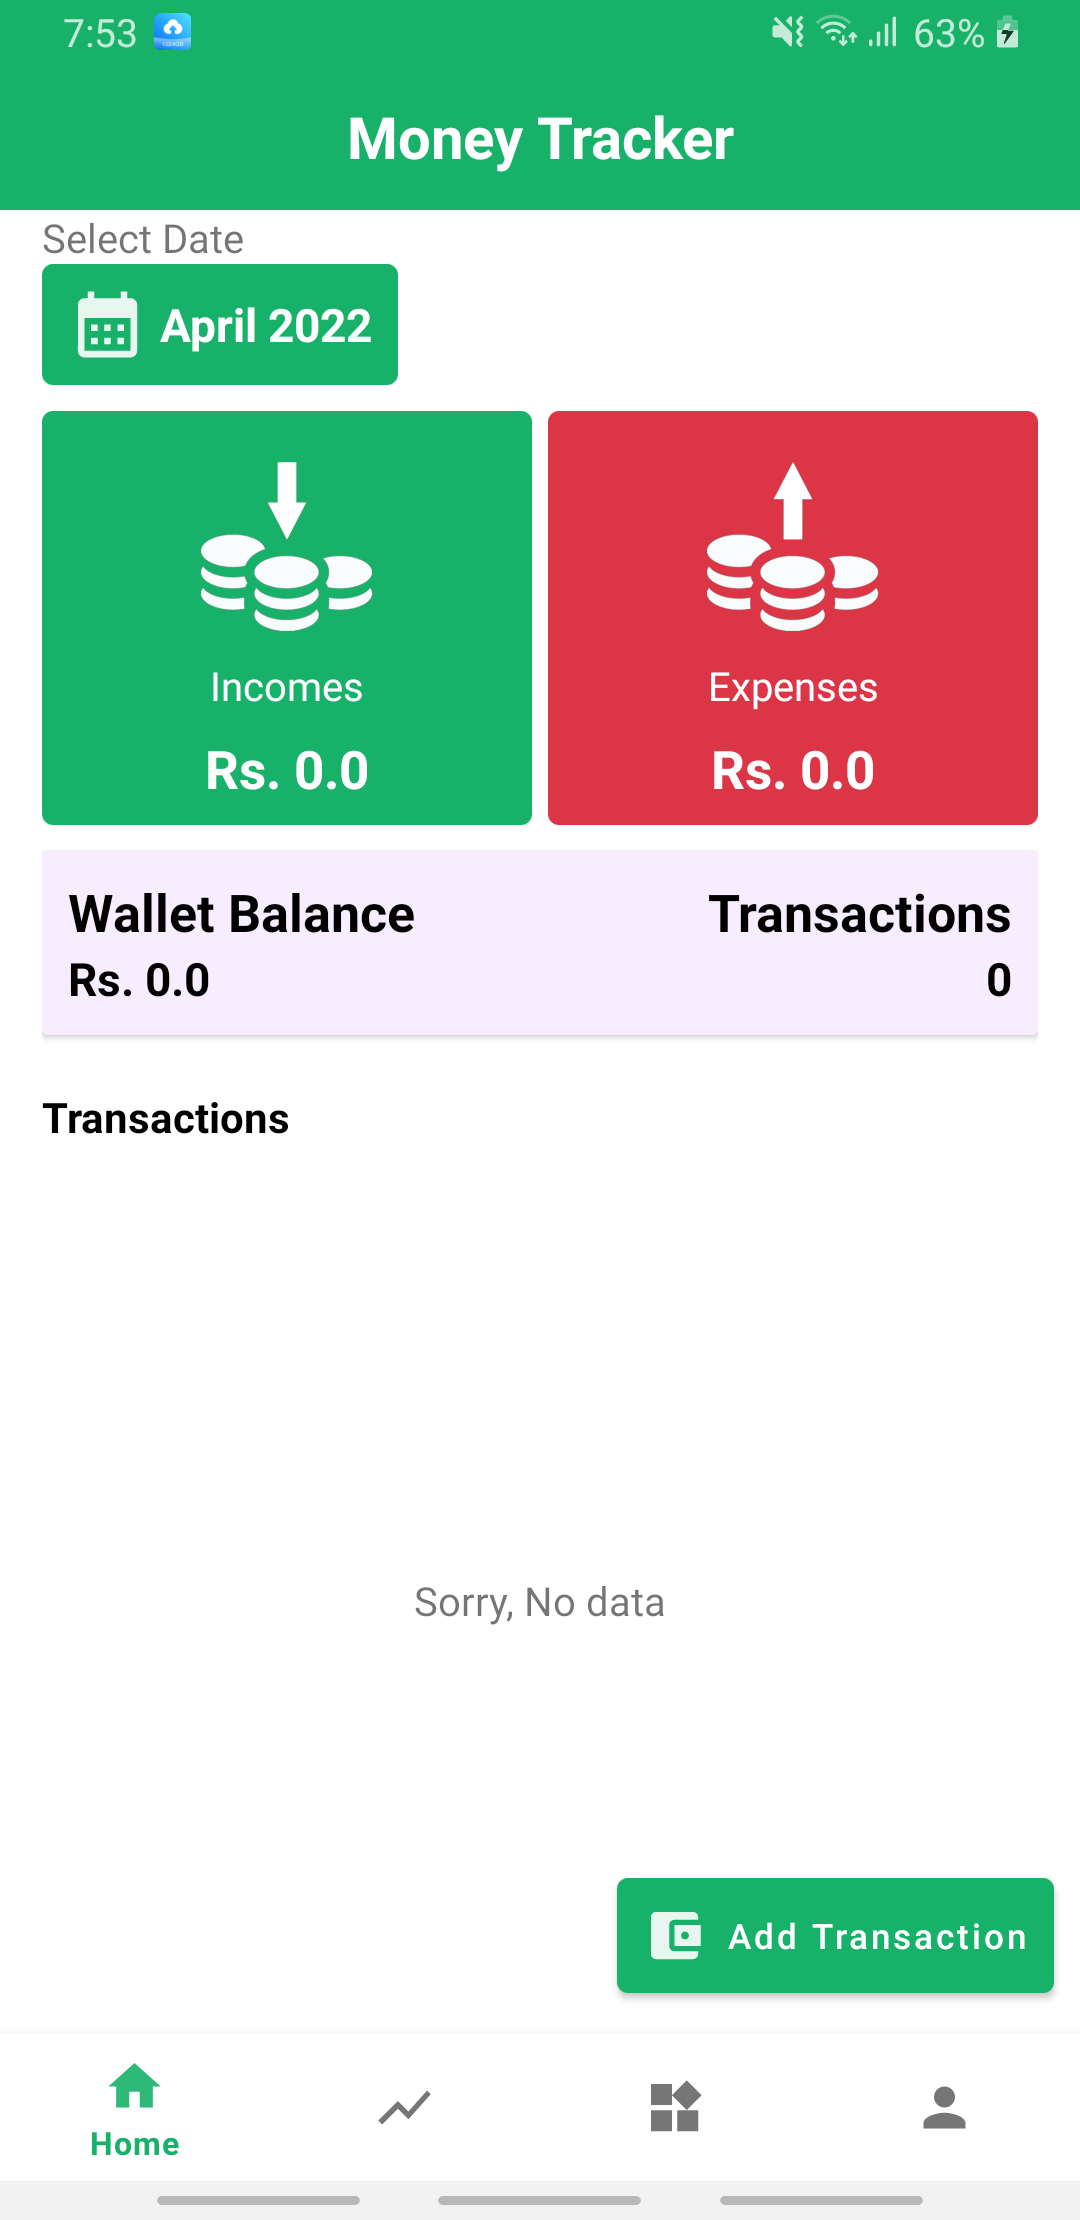 7:53
63%
Money Tracker
Select Date
April 2022
Incomes
Rs. 0.0
Expenses
Rs. 0.0
Wallet Balance
Rs. 0.0
Transactions
0
Transactions
Sorry, No data
Add Transaction
Home